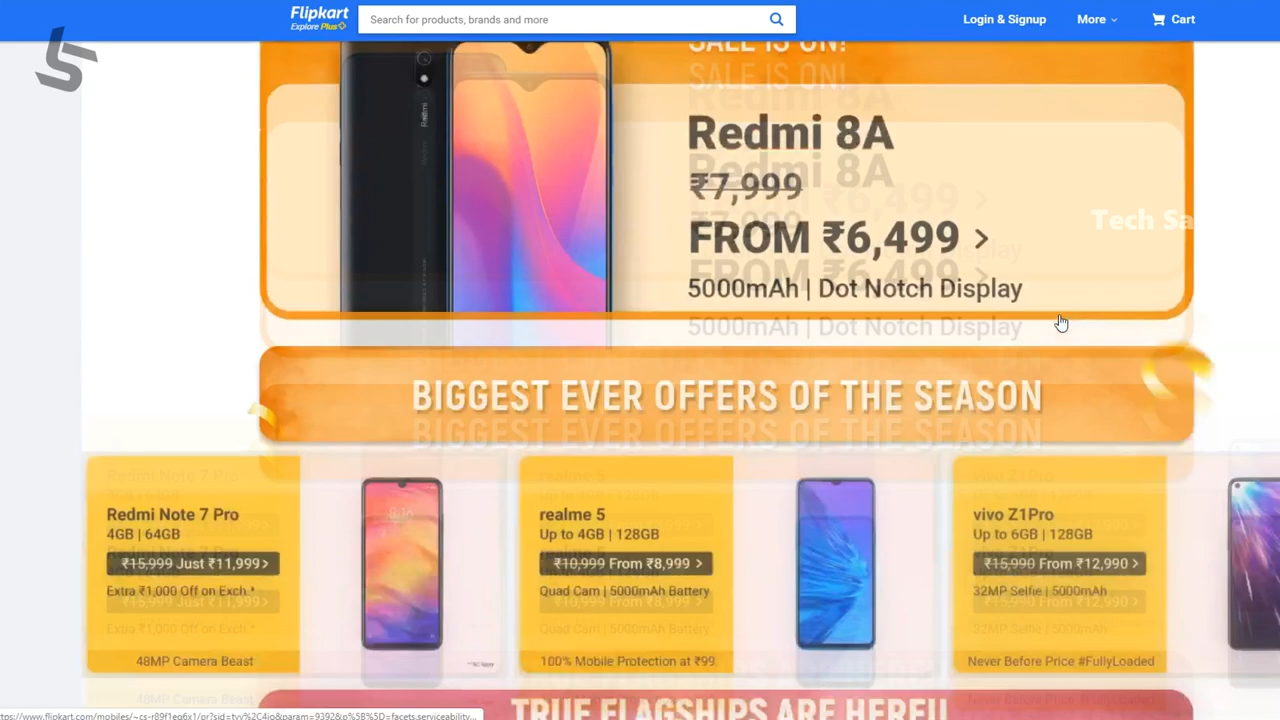 Flipkart
Explore Plus
Search for products, brands and more
Login & Signup
More
Cart
SALE IS ON!
Redmi 8A
₹7,999
FROM ₹6,499 >
5000mAh | Dot Notch Display
Tech Sa
BIGGEST EVER OFFERS OF THE SEASON
Redmi Note 7 Pro
4GB | 64GB
₹15,999 Just ₹11,999 >
Extra ₹1,000 Off on Exch.*
48MP Camera Beast
realme 5
Up to 4GB | 128GB
₹10,999 From ₹8,999 >
Quad Cam | 5000mAh Battery
100% Mobile Protection at ₹99
vivo Z1Pro
Up to 6GB | 128GB
₹15,990 From ₹12,990 >
32MP Selfie | 5000mAh
Never Before Price #FullyLoaded
TRUE FLAGSHIPS ARE HERE!!